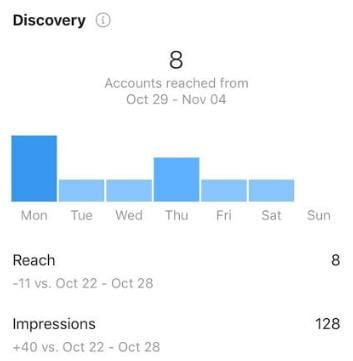 Discovery
8
Accounts reached from
Oct 29 - Nov 04
Mon Tue Wed Thu Fri Sat Sun
Reach 8
-11 vs. Oct 22 - Oct 28
Impressions 128
+40 vs. Oct 22 - Oct 28